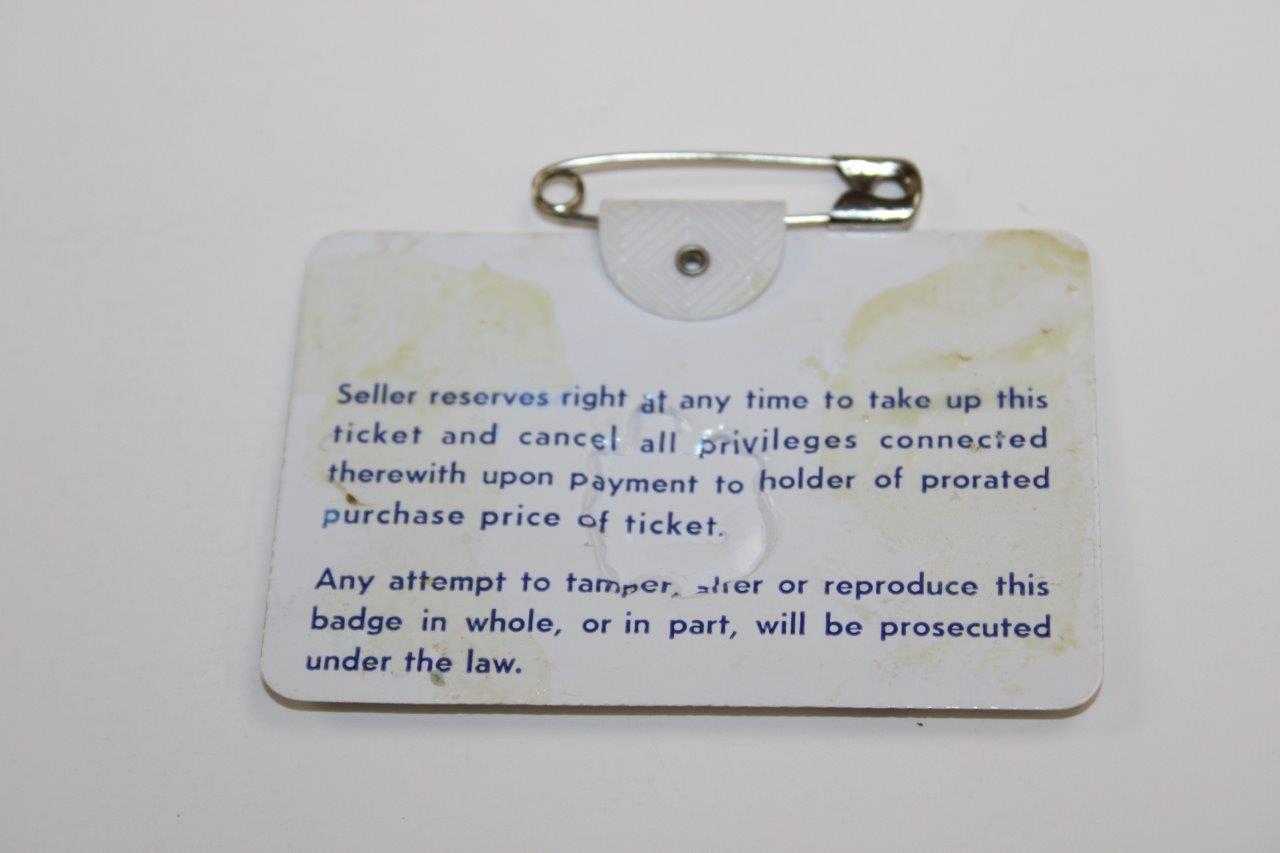 Seller reserves right at any time to take up this
ticket and cancel all privileges connected
therewith upon payment to holder of prorated
purchase price of ticket.
Any attempt to tamper, alter or reproduce this
badge in whole, or in part, will be prosecuted
under the law.